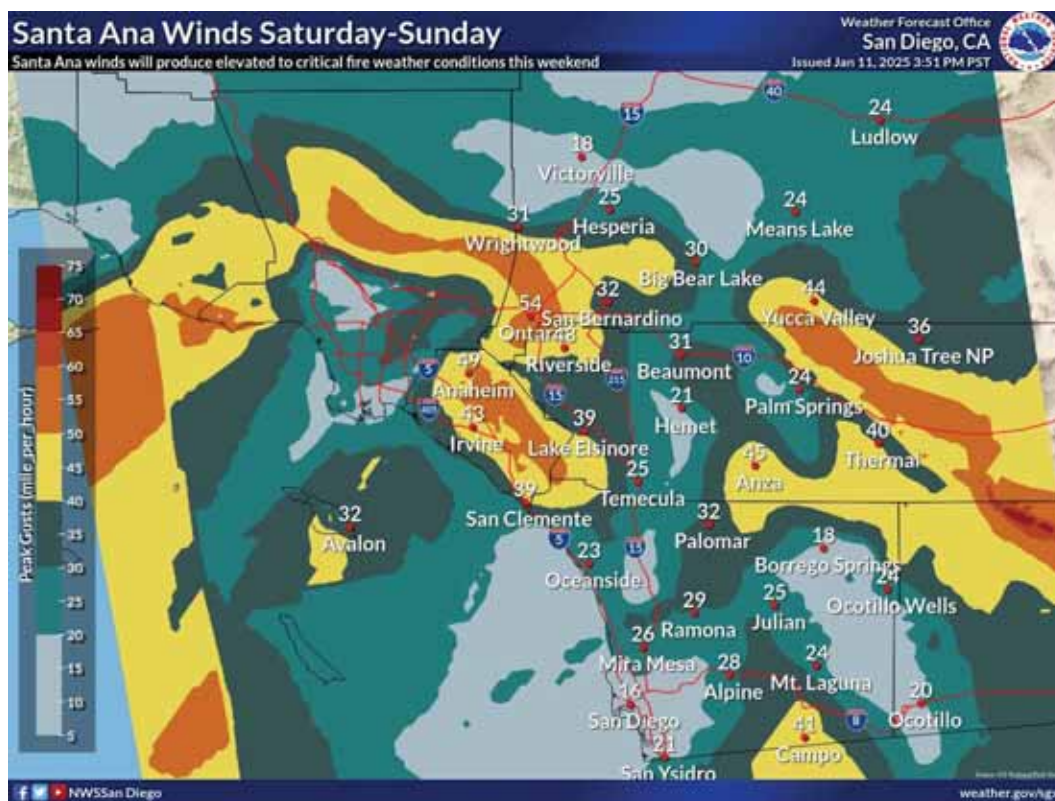 Santa Ana Winds Saturday-Sunday
Santa Ana winds will produce elevated to critical fire weather conditions this weekend
Weather Forecast Office
San Diego, CA
Issued Jan 11, 2025 3:51 PM PST
40
15
24
Ludlow
18
Victorville
25
Hesperia
24
Means Lake
31
Wrightwood
30
Big Bear Lake
44
Yucca Valley
54
Ontario
32
San Bernardino
48
Riverside
36
Joshua Tree NP
31
Beaumont
10
5
49
Anaheim
15
215
24
Palm Springs
21
Hemet
405
43
Irvine
39
Lake Elsinore
40
Thermal
45
Anza
25
Temecula
39
San Clemente
32
Avalon
32
Palomar
18
Borrego Springs
5
15
23
Oceanside
24
Ocotillo Wells
25
Julian
29
Ramona
26
Mira Mesa
28
Alpine
24
Mt. Laguna
16
San Diego
20
Ocotillo
8
41
Campo
21
San Ysidro
Peak Gusts (mile per hour)
75
70
65
60
55
50
45
40
35
30
25
20
15
10
5
NWSSan Diego
weather.gov/sgx